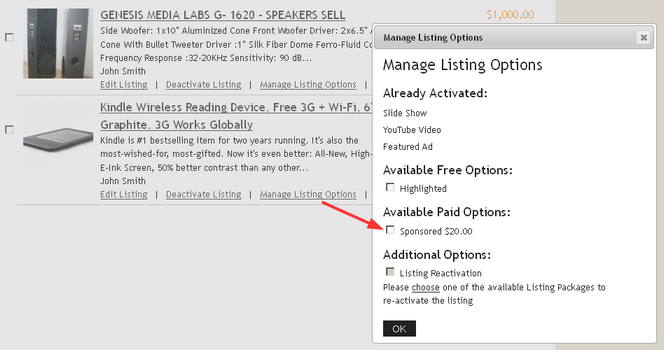 GENESIS MEDIA LABS G- 1620 - SPEAKERS SELL
$1,000.00
Side Woofer: 1x10" Aluminized Cone Front Woofer Driver: 2x6.5"
Cone With Bullet Tweeter Driver :1" Silk Fiber Dome Ferro-Fluid
Frequency Response :32-20KHz Sensitivity: 90 dB...
John Smith
Edit Listing | Deactivate Listing | Manage Listing Options |
Kindle Wireless Reading Device, Free 3G + Wi-Fi,
Graphite, 3G Works Globally
Kindle is #1 bestselling item for two years running. It's also the
most-wished-for, most-gifted. Now it's even better: All-New, High-
E-Ink Screen, 50% better contrast than any other...
John Smith
Edit Listing | Deactivate Listing | Manage Listing Options |
Manage Listing Options
Manage Listing Options
Already Activated:
Slide Show
YouTube Video
Featured Ad
Available Free Options:
Highlighted
Available Paid Options:
Sponsored $20.00
Additional Options:
Listing Reactivation
Please choose one of the available Listing Packages to
re-activate the listing
OK